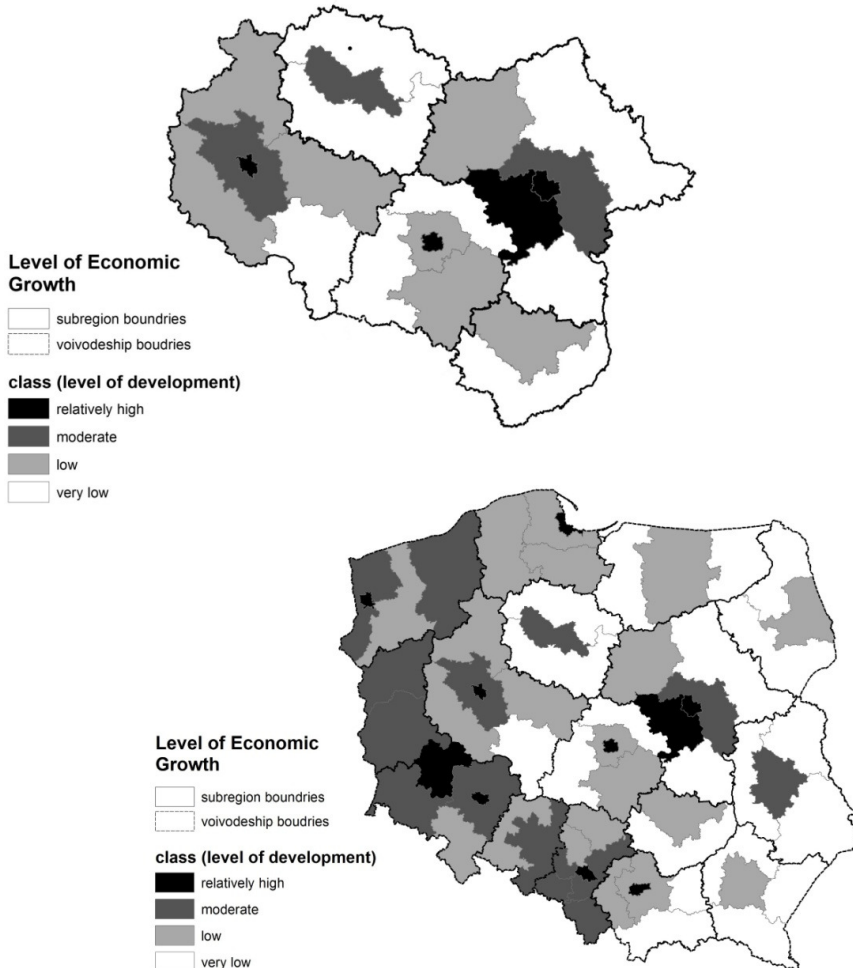 Level of Economic
Growth
subregion boundries
voivodeship boudries
class (level of development)
relatively high
moderate
low
very low
Level of Economic
Growth
subregion boundries
voivodeship boudries
class (level of development)
relatively high
moderate
low
very low